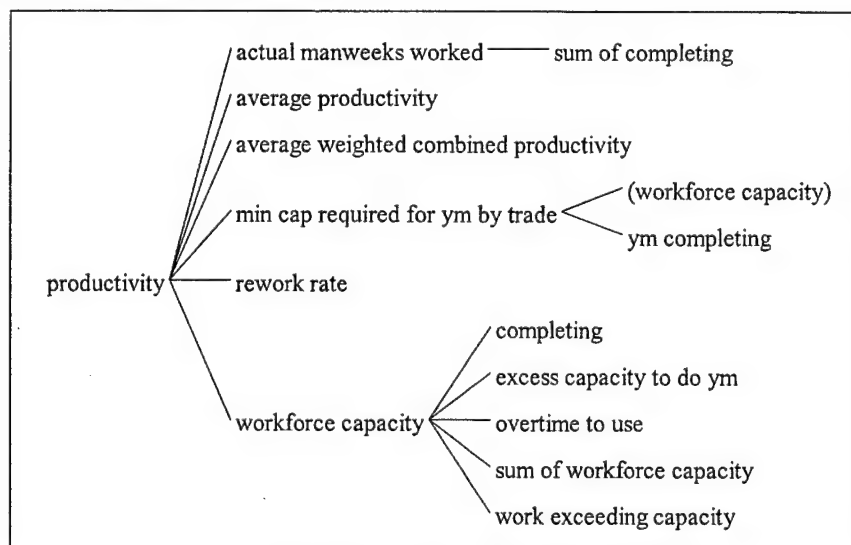 actual manweeks worked sum of completing
average productivity
average weighted combined productivity
(workforce capacity)
min cap required for ym by trade
ym completing
productivity rework rate
completing
excess capacity to do ym
workforce capacity overtime to use
sum of workforce capacity
work exceeding capacity